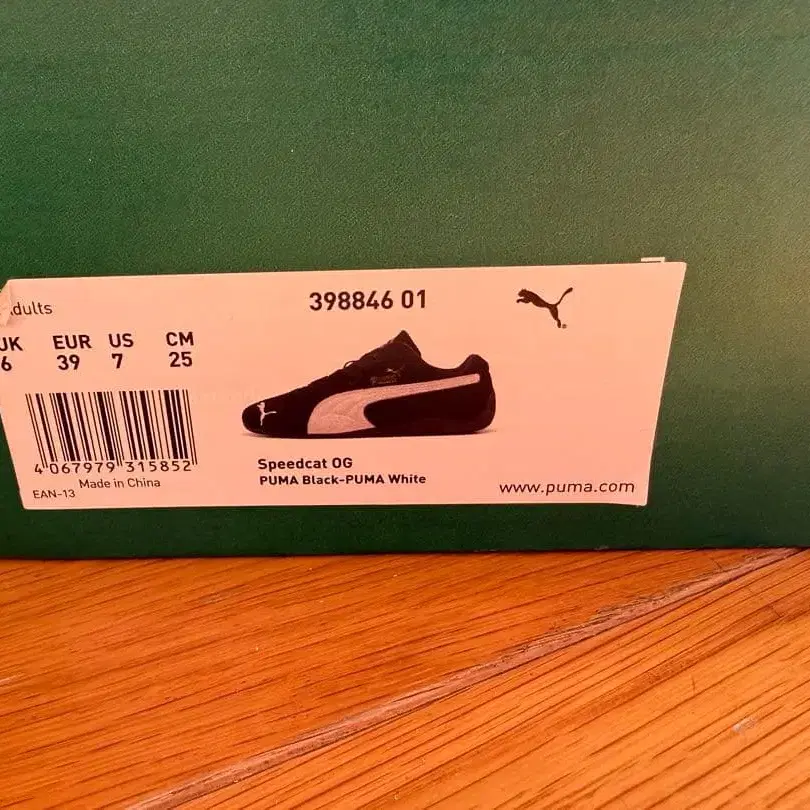 dults
398846 01
UK EUR US CM
6 39 7 25
4 067979 315852
EAN-13 Made in China
Speedcat OG
PUMA Black-PUMA White
www.puma.com